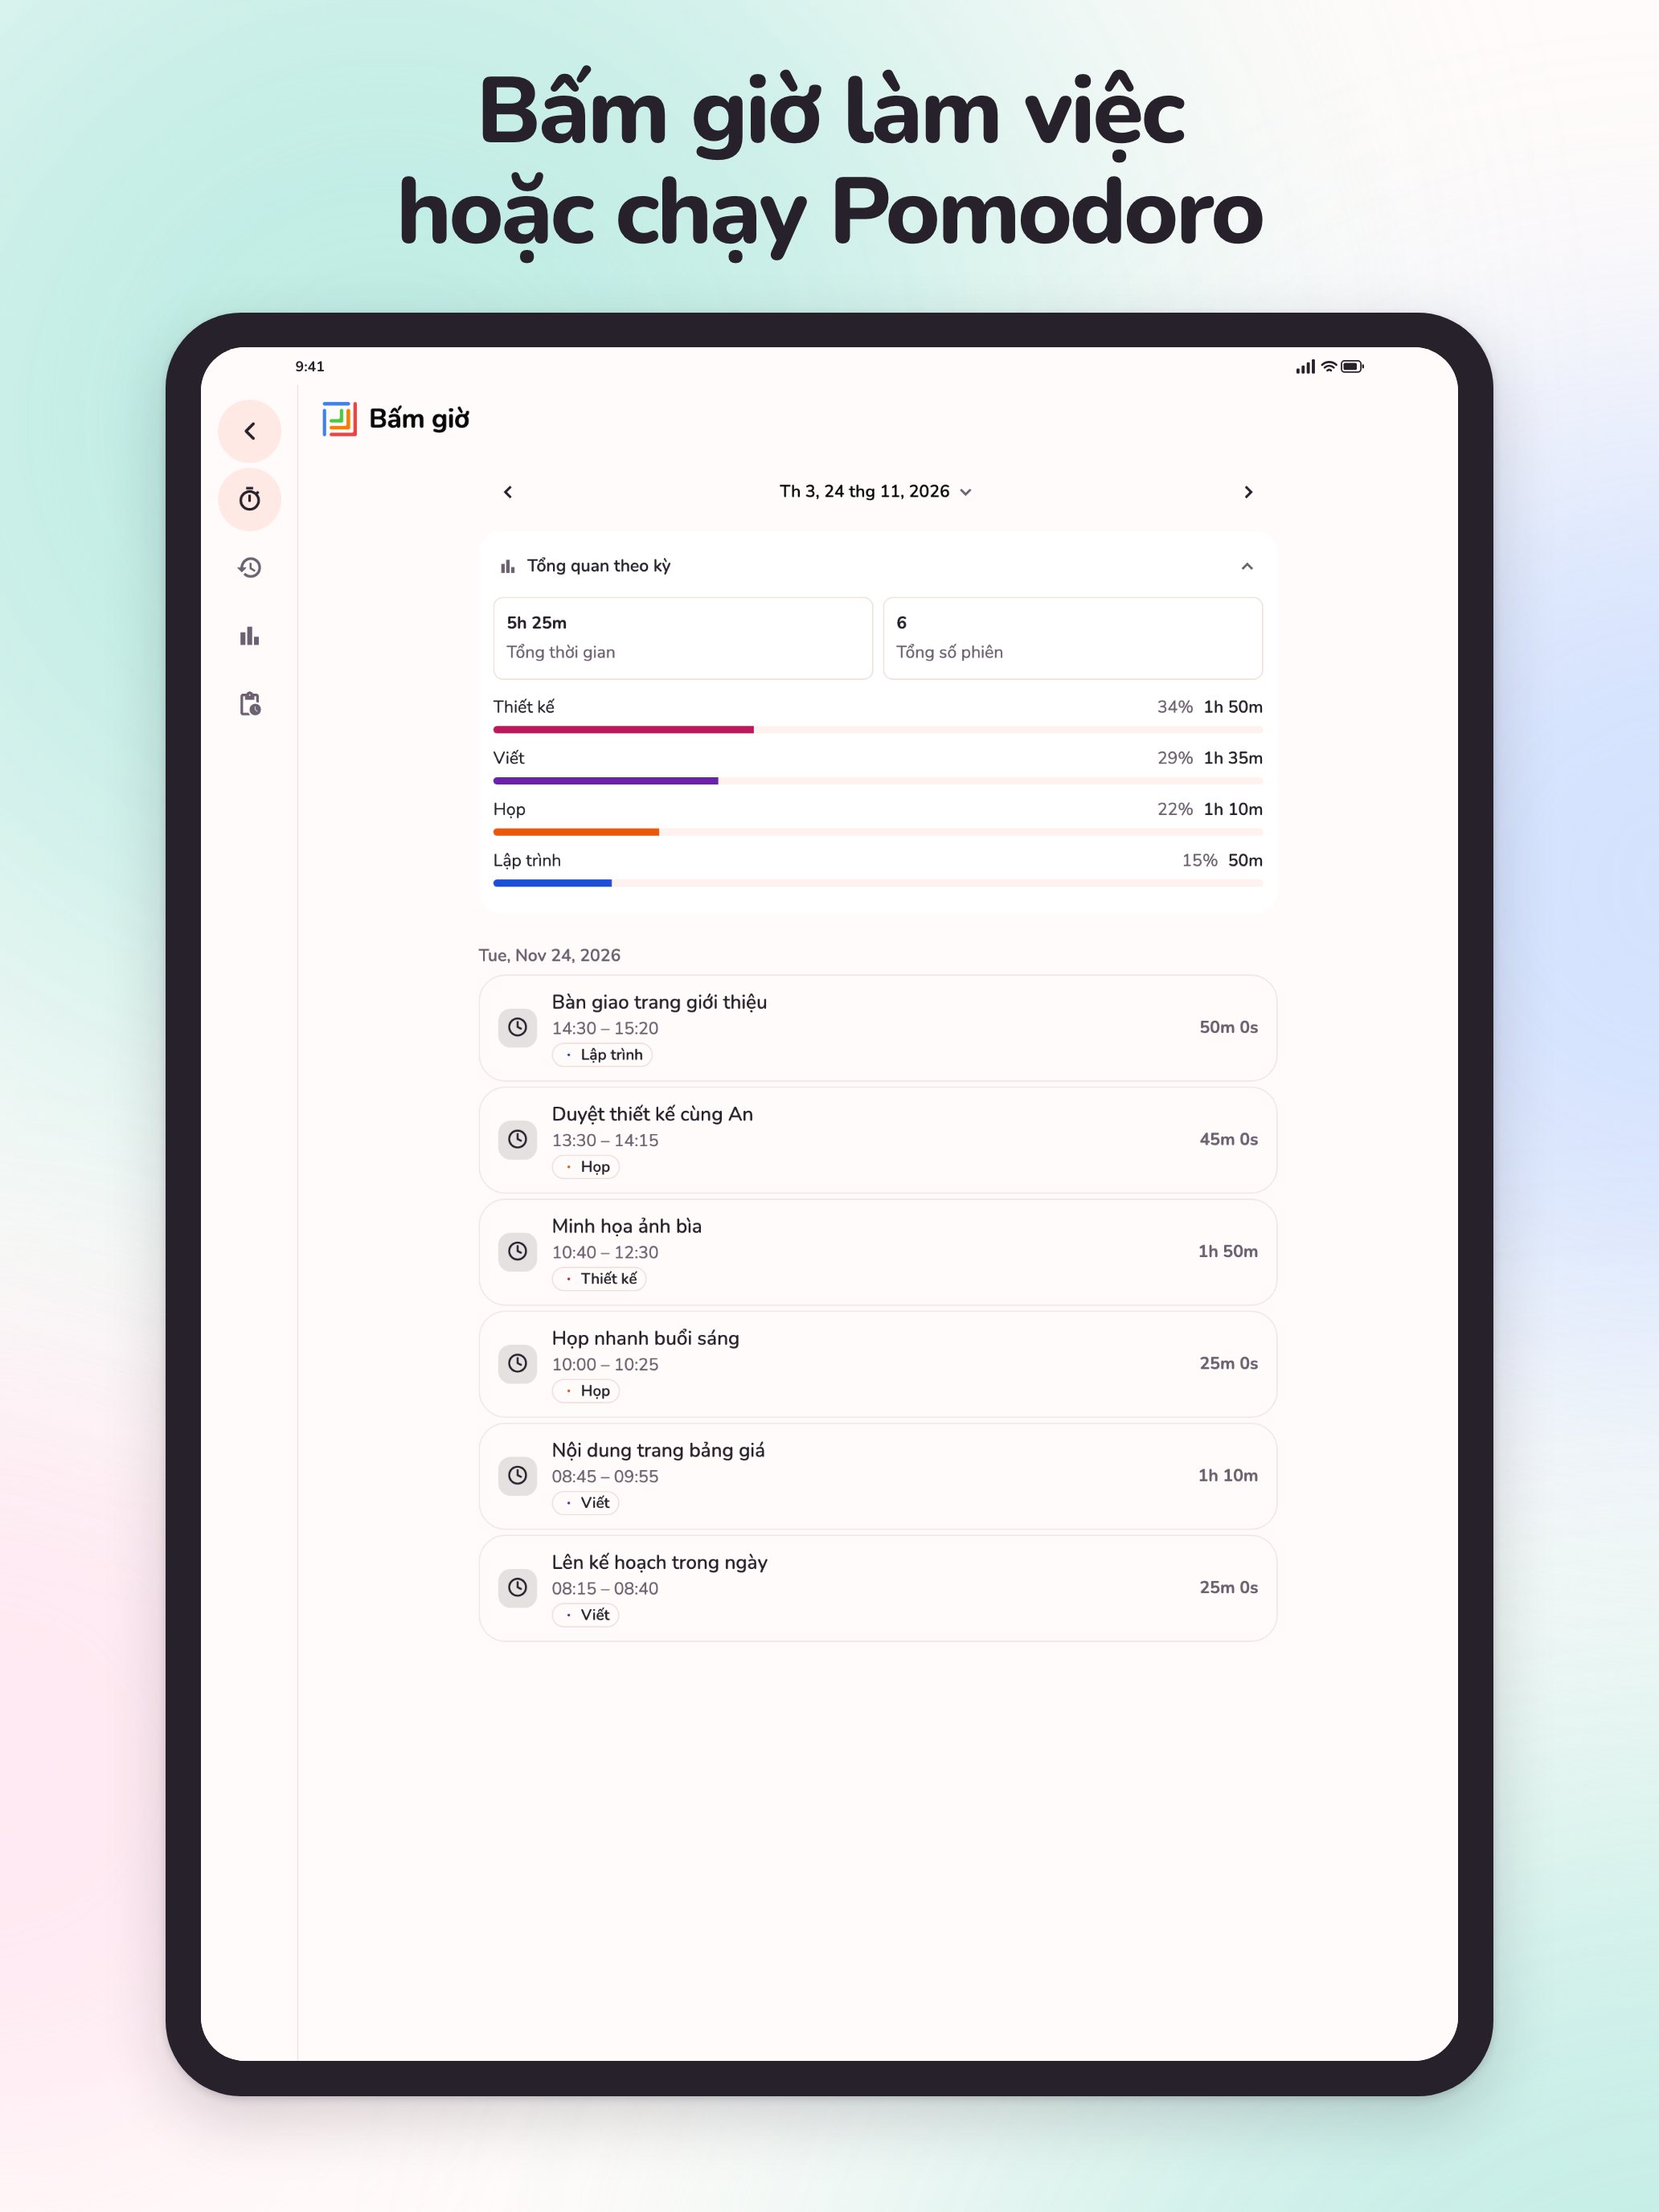 Bấm giờ làm việc
hoặc chạy Pomodoro
9:41
Bấm giờ
Th 3, 24 thg 11, 2026
Tổng quan theo kỳ
5h 25m
Tổng thời gian
6
Tổng số phiên
Thiết kế 34% 1h 50m
Viết 29% 1h 35m
Họp 22% 1h 10m
Lập trình 15% 50m
Tue, Nov 24, 2026
Bàn giao trang giới thiệu
14:30 – 15:20
Lập trình
50m 0s
Duyệt thiết kế cùng An
13:30 – 14:15
Họp
45m 0s
Minh họa ảnh bìa
10:40 – 12:30
Thiết kế
1h 50m
Họp nhanh buổi sáng
10:00 – 10:25
Họp
25m 0s
Nội dung trang bảng giá
08:45 – 09:55
Viết
1h 10m
Lên kế hoạch trong ngày
08:15 – 08:40
Viết
25m 0s